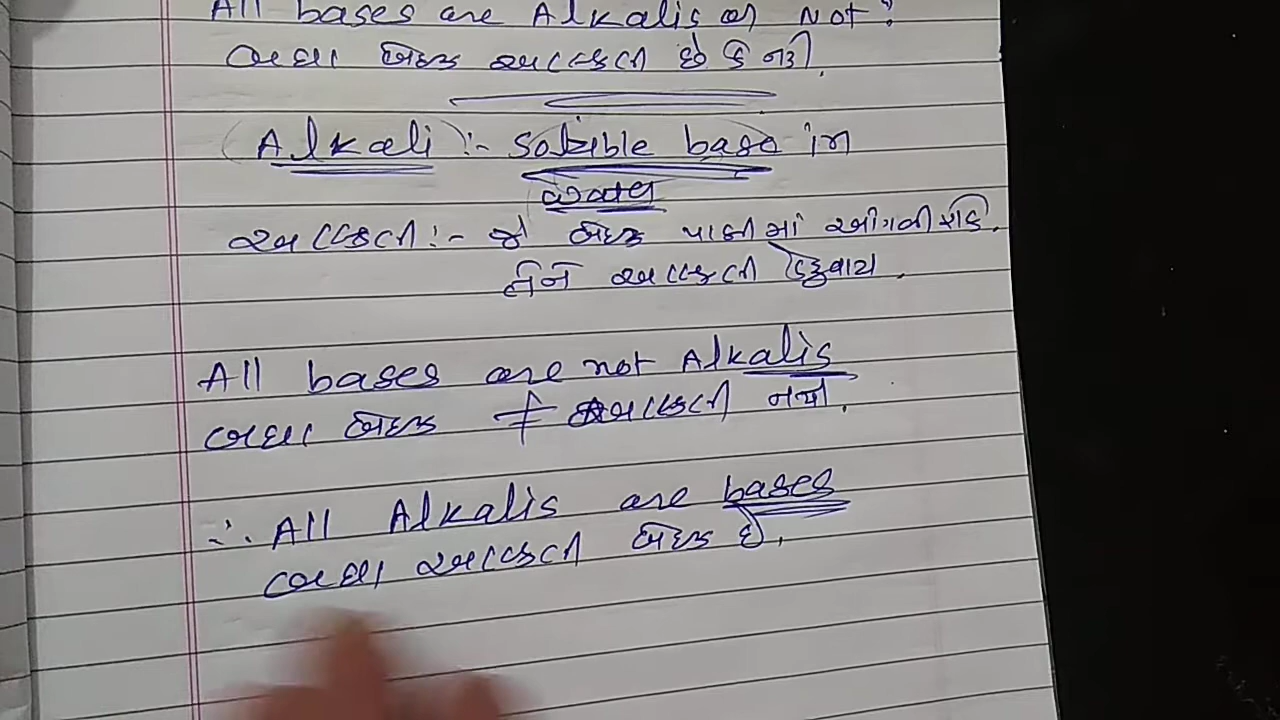 All bases are Alkalis or Not?
બધા બેઇઝ આલ્કલી છે કે નહી.
(Alkali) :- Soluble base in
આલ્કલી :- જે બેઇઝ પાણીમાં ઓગળી શકે.
તેને આલ્કલી કહેવાય.
All bases are not Alkalis
બધા બેઇઝ ≠ આલ્કલી નથી.
∴ All Alkalis are bases
બધા આલ્કલી બેઇઝ છે.